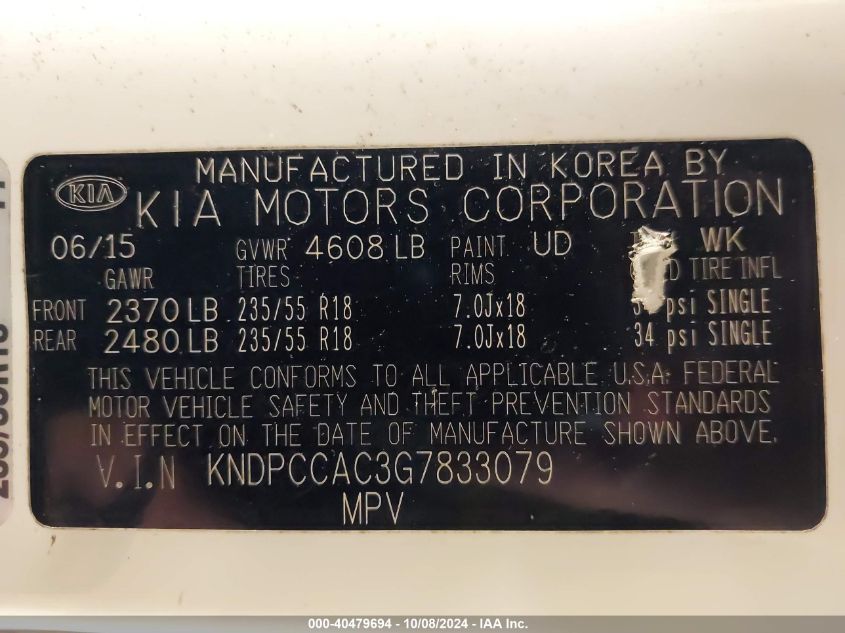 MANUFACTURED IN KOREA BY
KIA
KIA MOTORS CORPORATION
06/15 GVWR 4608 LB PAINT UD WK
GAWR TIRES RIMS TIRE INFL
FRONT 2370 LB 235/55 R18 7.0Jx18 psi SINGLE
REAR 2480 LB 235/55 R18 7.0Jx18 34 psi SINGLE
THIS VEHICLE CONFORMS TO ALL APPLICABLE U.S.A. FEDERAL
MOTOR VEHICLE SAFETY AND THEFT PREVENTION STANDARDS
IN EFFECT ON THE DATE OF MANUFACTURE SHOWN ABOVE.
V.I.N KNDPCCAC3G7833079
MPV
000-40479694 - 10/08/2024 - IAA Inc.